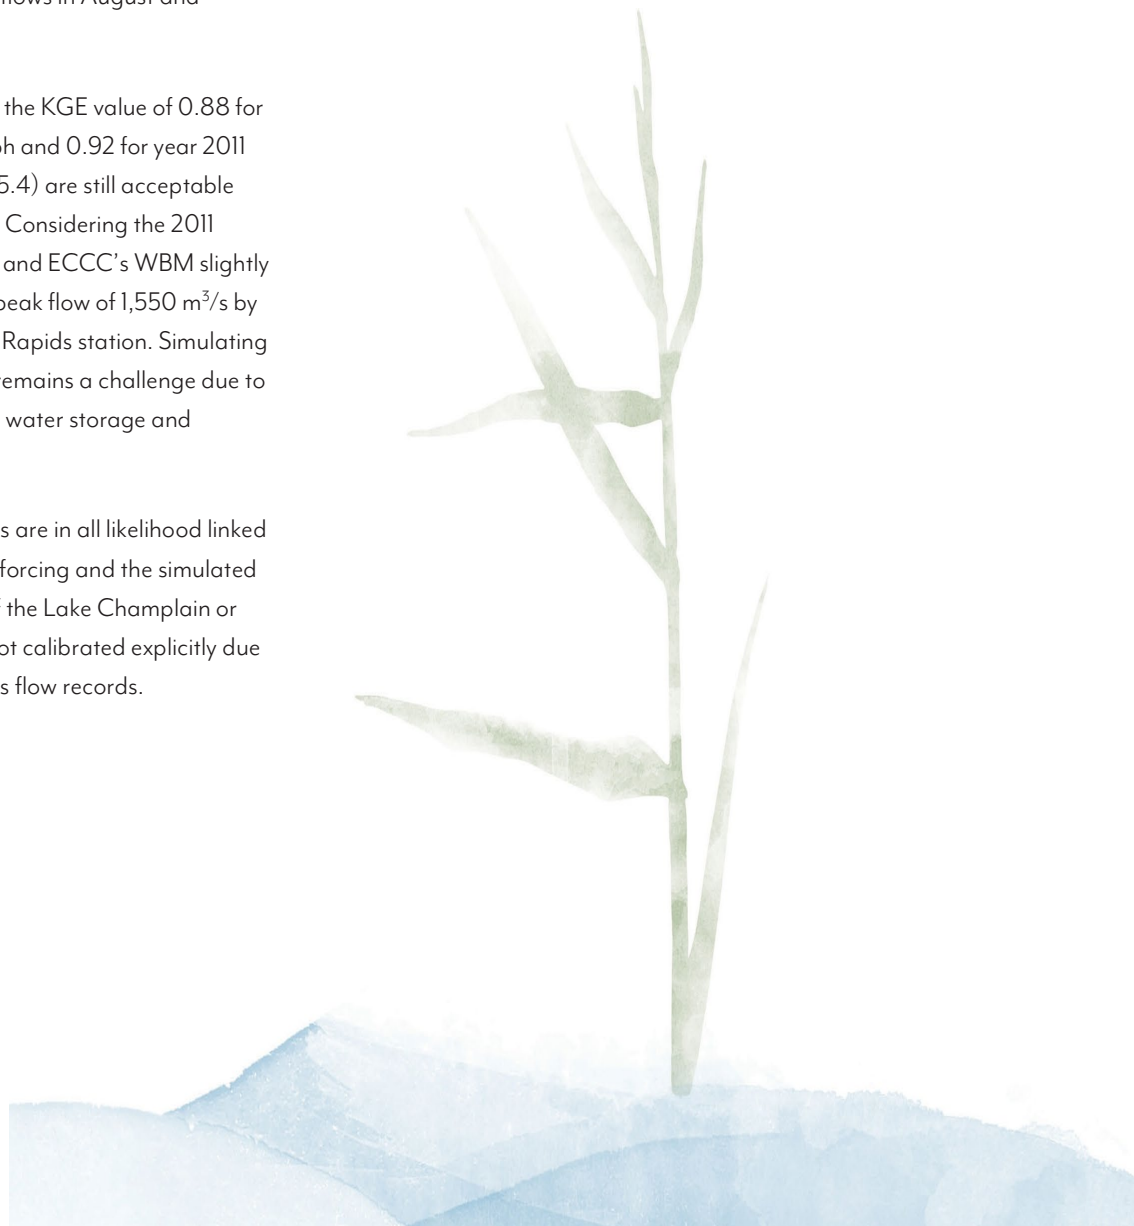 flows in August and
the KGE value of 0.88 for
and 0.92 for year 2011
5.4) are still acceptable
Considering the 2011
and ECCC’s WBM slightly
peak flow of 1,550 m³/s by
Rapids station. Simulating
remains a challenge due to
water storage and
s are in all likelihood linked
forcing and the simulated
the Lake Champlain or
ot calibrated explicitly due
s flow records.